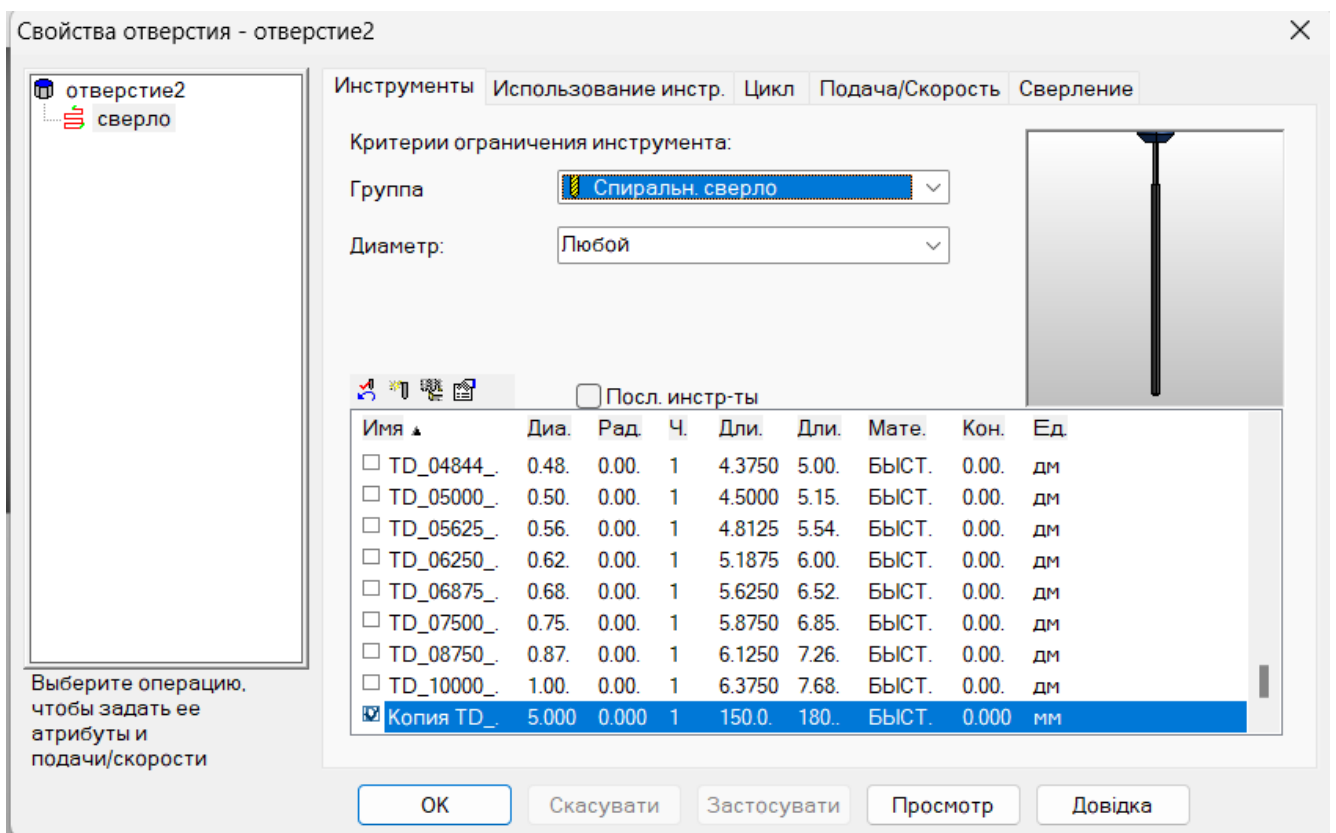 Свойства отверстия - отверстие2
отверстие2
сверло
Выберите операцию,
чтобы задать ее
атрибуты и
подачи/скорости
Инструменты Использование инстр. Цикл Подача/Скорость Сверление
Критерии ограничения инструмента:
Группа Спиральн. сверло
Диаметр: Любой
Посл. инстр-ты
Имя Диа. Рад. Ч. Дли. Дли. Мате. Кон. Ед.
TD_04844_. 0.48. 0.00. 1 4.3750 5.00. БЫСТ. 0.00. дм
TD_05000_. 0.50. 0.00. 1 4.5000 5.15. БЫСТ. 0.00. дм
TD_05625_. 0.56. 0.00. 1 4.8125 5.54. БЫСТ. 0.00. дм
TD_06250_. 0.62. 0.00. 1 5.1875 6.00. БЫСТ. 0.00. дм
TD_06875_. 0.68. 0.00. 1 5.6250 6.52. БЫСТ. 0.00. дм
TD_07500_. 0.75. 0.00. 1 5.8750 6.85. БЫСТ. 0.00. дм
TD_08750_. 0.87. 0.00. 1 6.1250 7.26. БЫСТ. 0.00. дм
TD_10000_. 1.00. 0.00. 1 6.3750 7.68. БЫСТ. 0.00. дм
Копия TD_. 5.000 0.000 1 150.0. 180.. БЫСТ. 0.000 мм
OK Скасувати Застосувати Просмотр Довідка